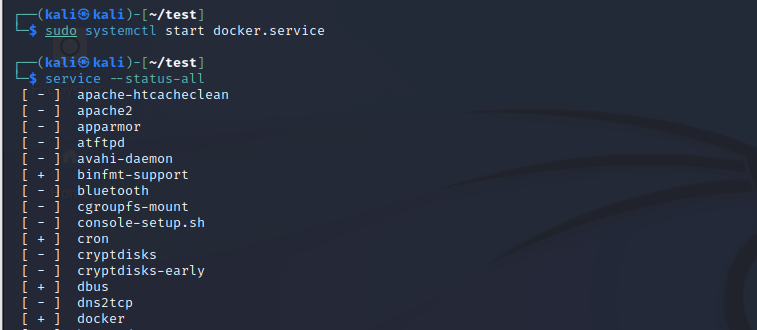 ┌──(kali㉿kali)-[~/test]
└─$ sudo systemctl start docker.service
┌──(kali㉿kali)-[~/test]
└─$ service --status-all
[ - ]  apache-htcacheclean
[ - ]  apache2
[ - ]  apparmor
[ - ]  atftpd
[ - ]  avahi-daemon
[ + ]  binfmt-support
[ - ]  bluetooth
[ - ]  cgroupfs-mount
[ - ]  console-setup.sh
[ + ]  cron
[ - ]  cryptdisks
[ - ]  cryptdisks-early
[ + ]  dbus
[ - ]  dns2tcp
[ + ]  docker